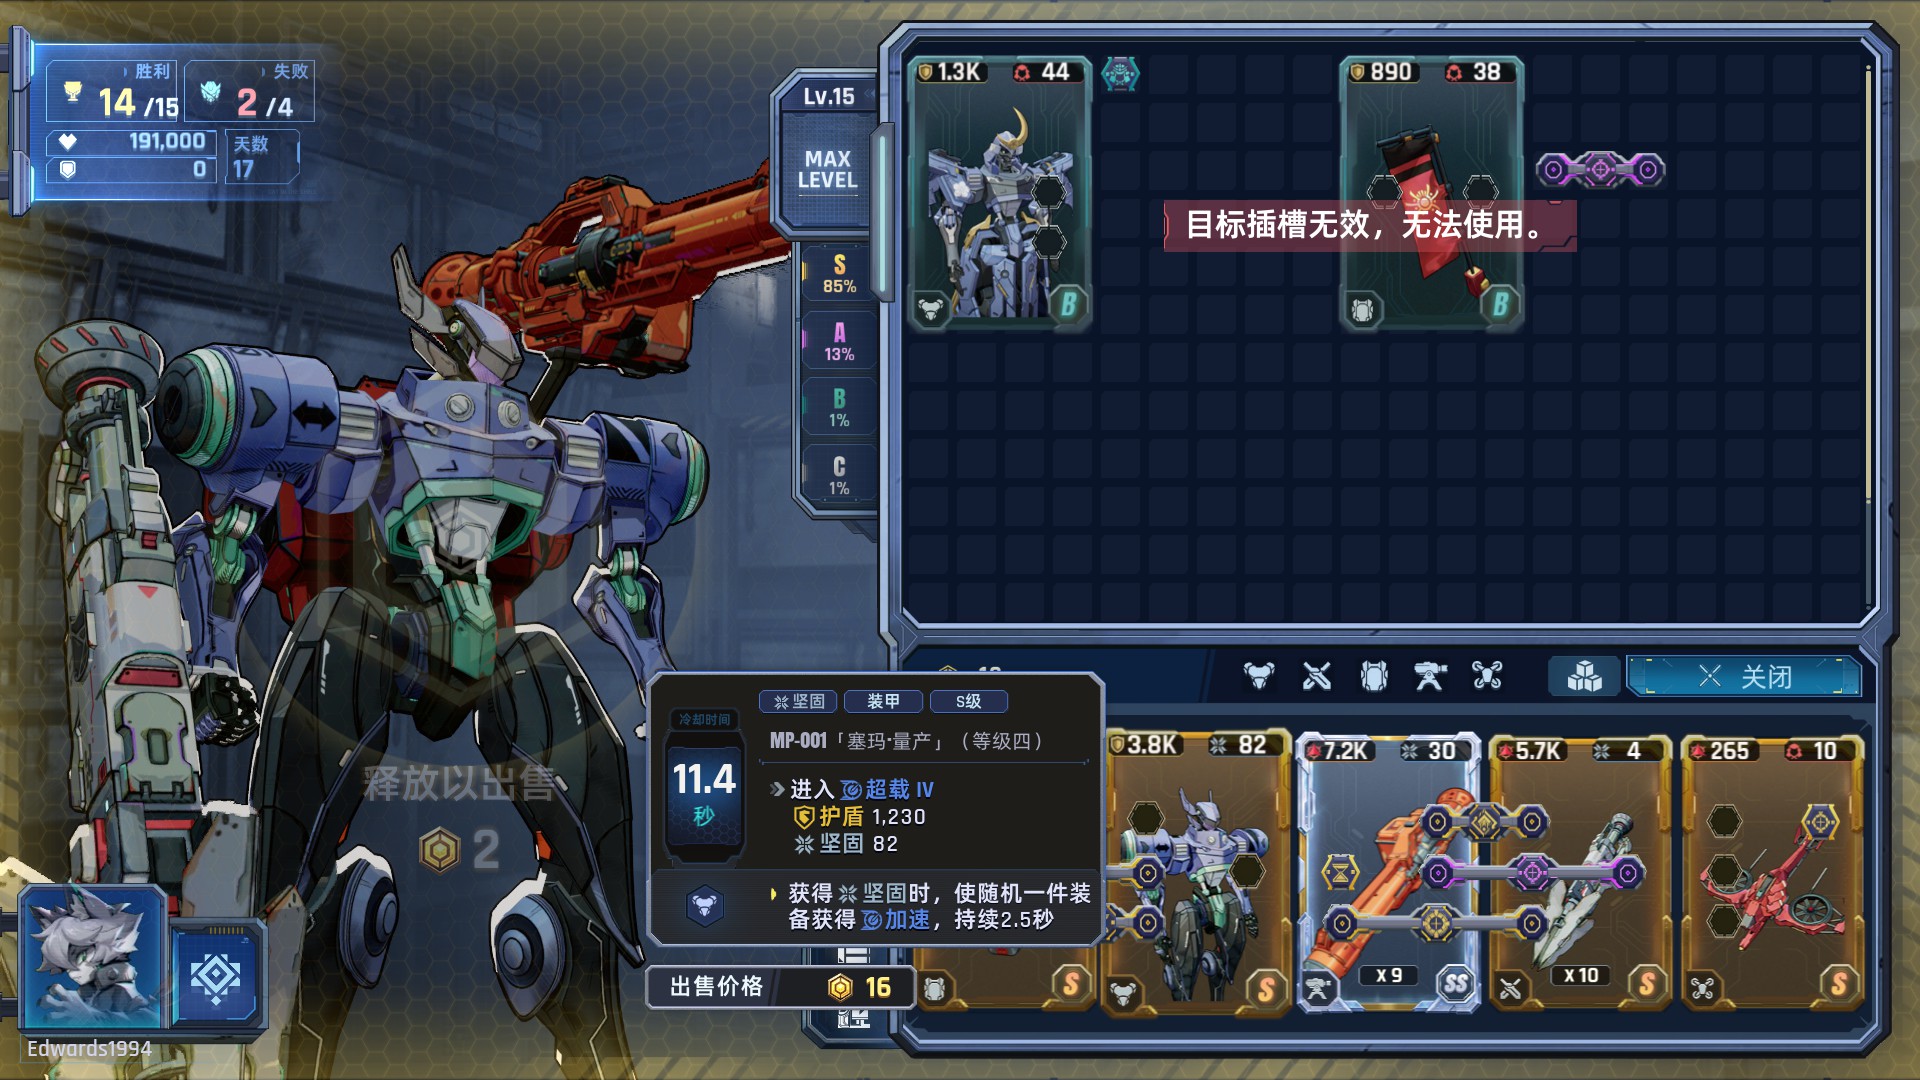 胜利
14 /15
失败
2 /4
191,000
0
天数
17
Lv.15
MAX
LEVEL
S
85%
A
13%
B
1%
C
1%
1.3K
44
B
890
38
B
目标插槽无效，无法使用。
关闭
释放以出售
2
冷却时间
11.4
秒
坚固
装甲
S级
MP-001「塞玛·量产」（等级四）
进入 超载 IV
护盾 1,230
坚固 82
获得 坚固时，使随机一件装
备获得 加速，持续2.5秒
出售价格
16
S
3.8K
82
S
7.2K
30
x 9
SS
5.7K
4
x 10
S
265
10
S
Edwards1994